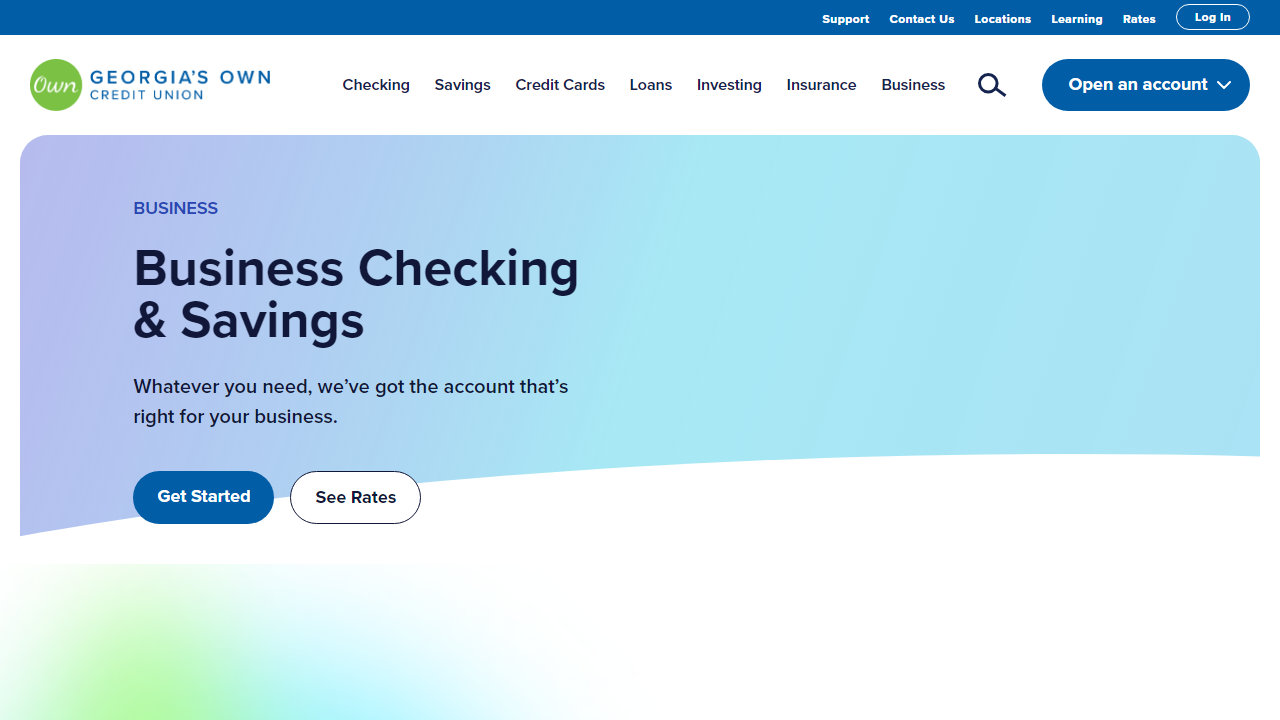 Support Contact Us Locations Learning Rates Log In
Own GEORGIA'S OWN
CREDIT UNION
Checking Savings Credit Cards Loans Investing Insurance Business Open an account
BUSINESS
Business Checking
& Savings
Whatever you need, we’ve got the account that’s
right for your business.
Get Started See Rates